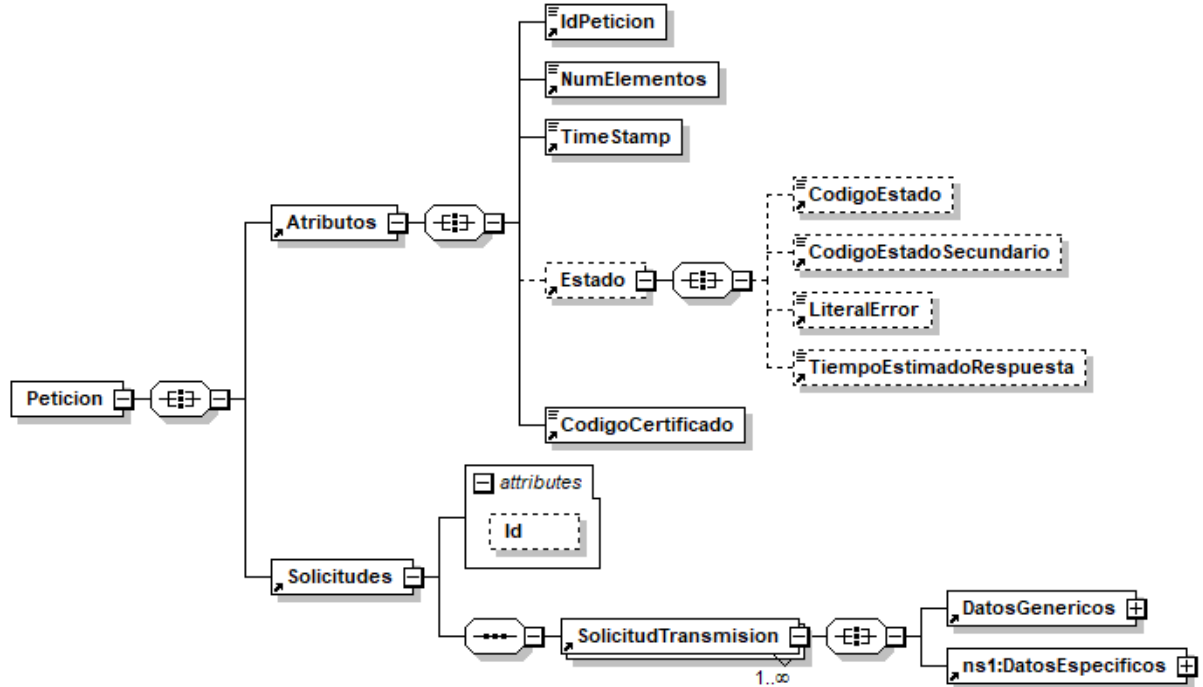 IdPeticion
NumElementos
TimeStamp
CodigoEstado
Atributos
CodigoEstadoSecundario
Estado
LiteralError
TiempoEstimadoRespuesta
Peticion
CodigoCertificado
attributes
Id
Solicitudes
DatosGenericos
SolicitudTransmision
ns1:DatosEspecificos
1..∞